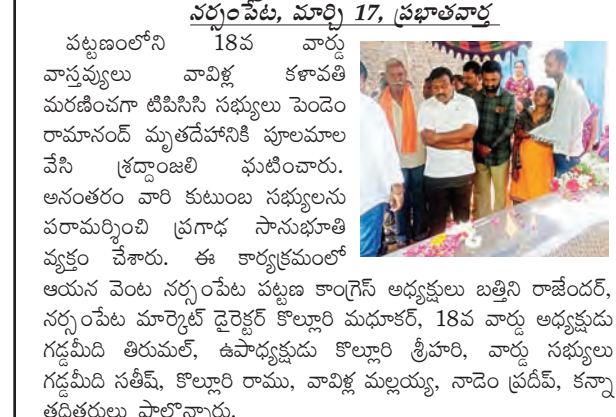 నర్సంపేట, మార్చి 17, ప్రభాతవార్త
పట్టణంలోని 18వ వార్డు
వాస్తవ్యులు వావిళ్ల కళావతి
మరణించగా టిపిసిసి సభ్యులు పెండెం
రామానంద్ మృతదేహానికి పూలమాల
వేసి శ్రద్దాంజలి ఘటించారు.
అనంతరం వారి కుటుంబ సభ్యులను
పరామర్శించి ప్రగాఢ సానుభూతి
వ్యక్తం చేశారు. ఈ కార్యక్రమంలో
ఆయన వెంట నర్సంపేట పట్టణ కాంగ్రెస్ అధ్యక్షులు బత్తిని రాజేందర్,
నర్సంపేట మార్కెట్ డైరెక్టర్ కొల్లూరి మధూకర్, 18వ వార్డు అధ్యక్షుడు
గడ్డమీది తిరుమల్, ఉపాధ్యక్షుడు కొల్లూరి శ్రీహరి, వార్డు సభ్యులు
గడ్డమీది సతీష్, కొల్లూరి రాము, వావిళ్ల మల్లయ్య, నాడెం ప్రదీప్, కన్నా
తదితరులు పాల్గొన్నారు.